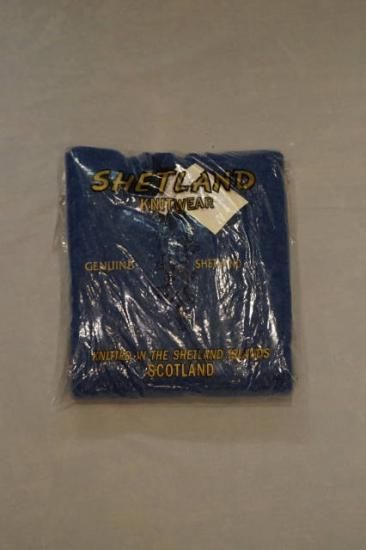 SHETLAND
KNITWEAR
GENUINE SHETLAND
KNITTED IN THE SHETLAND ISLANDS
SCOTLAND